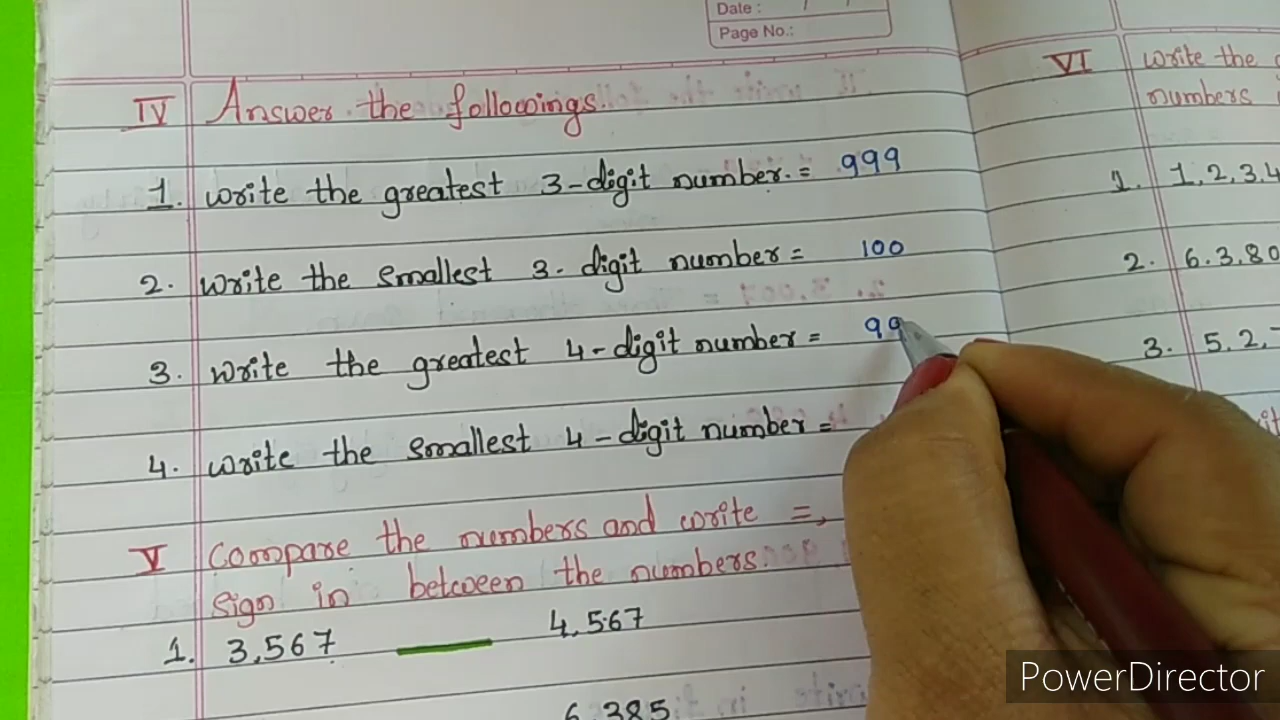 Date : / /
Page No.:
IV Answer the followings.
1. write the greatest 3-digit number. = 999
2. write the smallest 3- digit number = 100
3. write the greatest 4-digit number = 99
4. write the smallest 4-digit number =
V Compare the numbers and write =,
sign in between the numbers.
1. 3,567 4,567
6,385
VI write the
numbers
1. 1,2,3,4
2. 6.3,80
3. 5.2,
PowerDirector